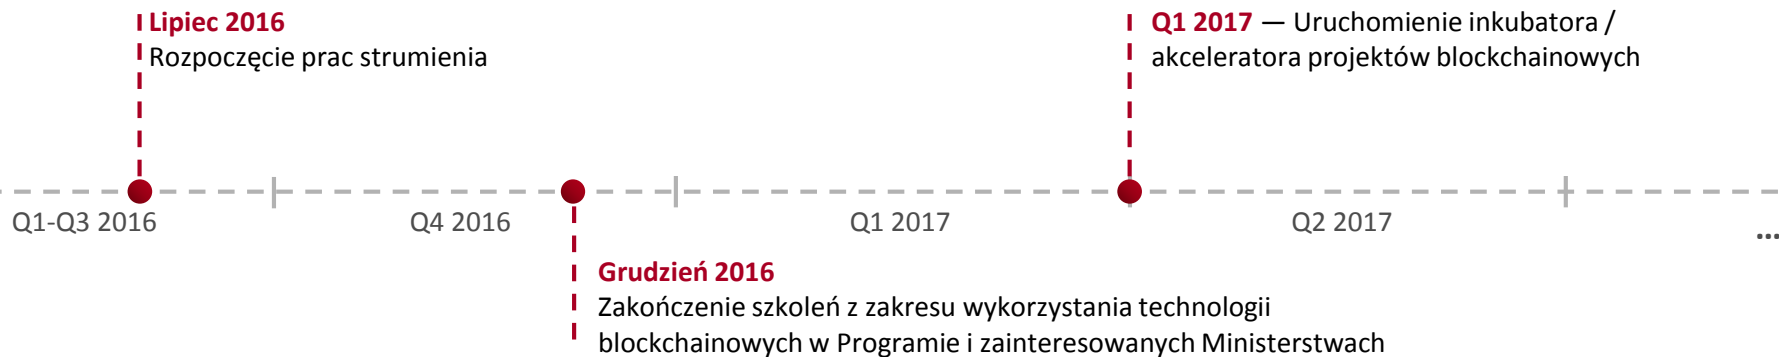 Lipiec 2016
Rozpoczęcie prac strumienia
Q1 2017 — Uruchomienie inkubatora /
akceleratora projektów blockchainowych
Q1-Q3 2016
Q4 2016
Q1 2017
Q2 2017
...
Grudzień 2016
Zakończenie szkoleń z zakresu wykorzystania technologii
blockchainowych w Programie i zainteresowanych Ministerstwach